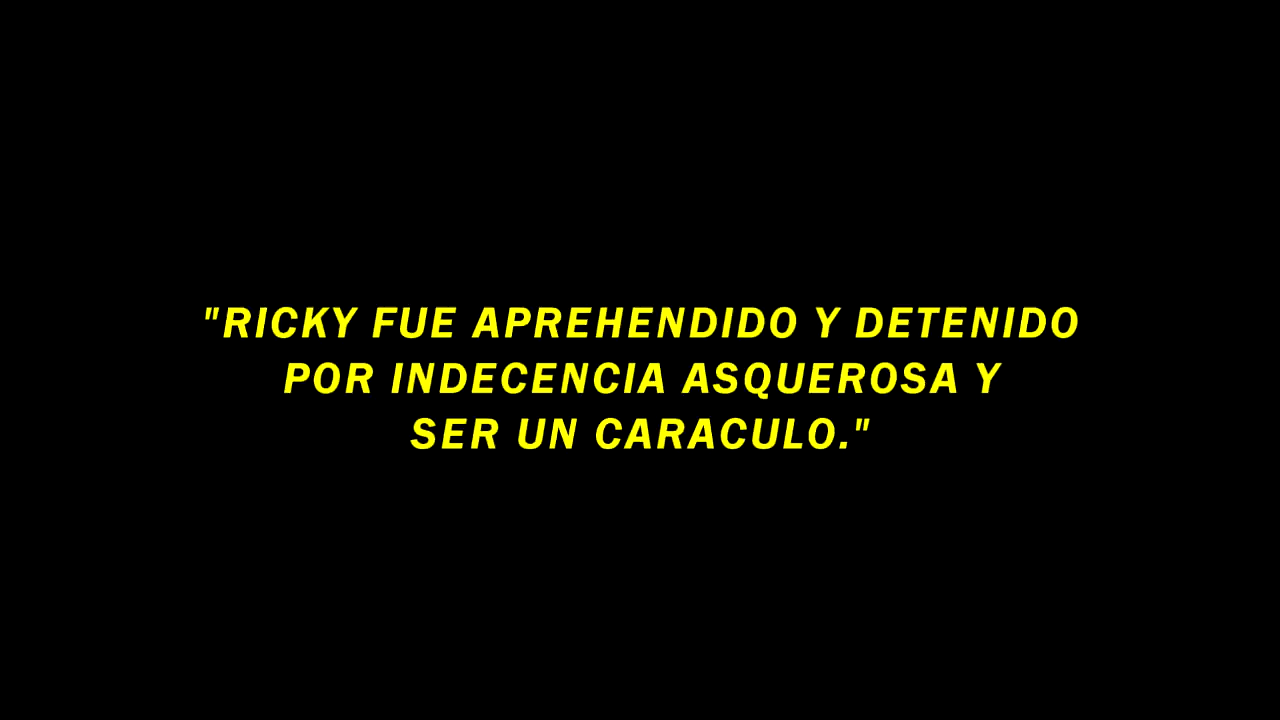 "RICKY FUE APREHENDIDO Y DETENIDO
POR INDECENCIA ASQUEROSA Y
SER UN CARACULO."